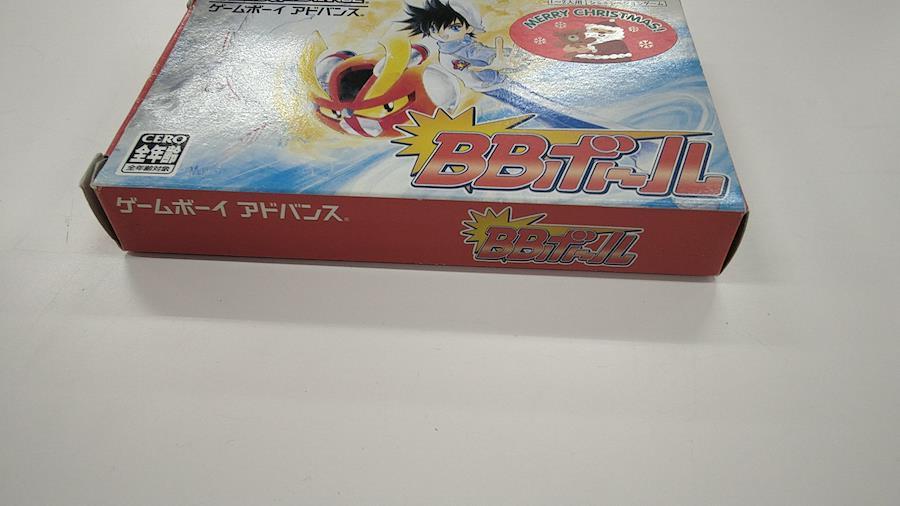 ゲームボーイ アドバンス
MERRY CHRISTMAS!
BBボール
CERO
全年齢
全年齢対象
ゲームボーイ アドバンス
BBボール